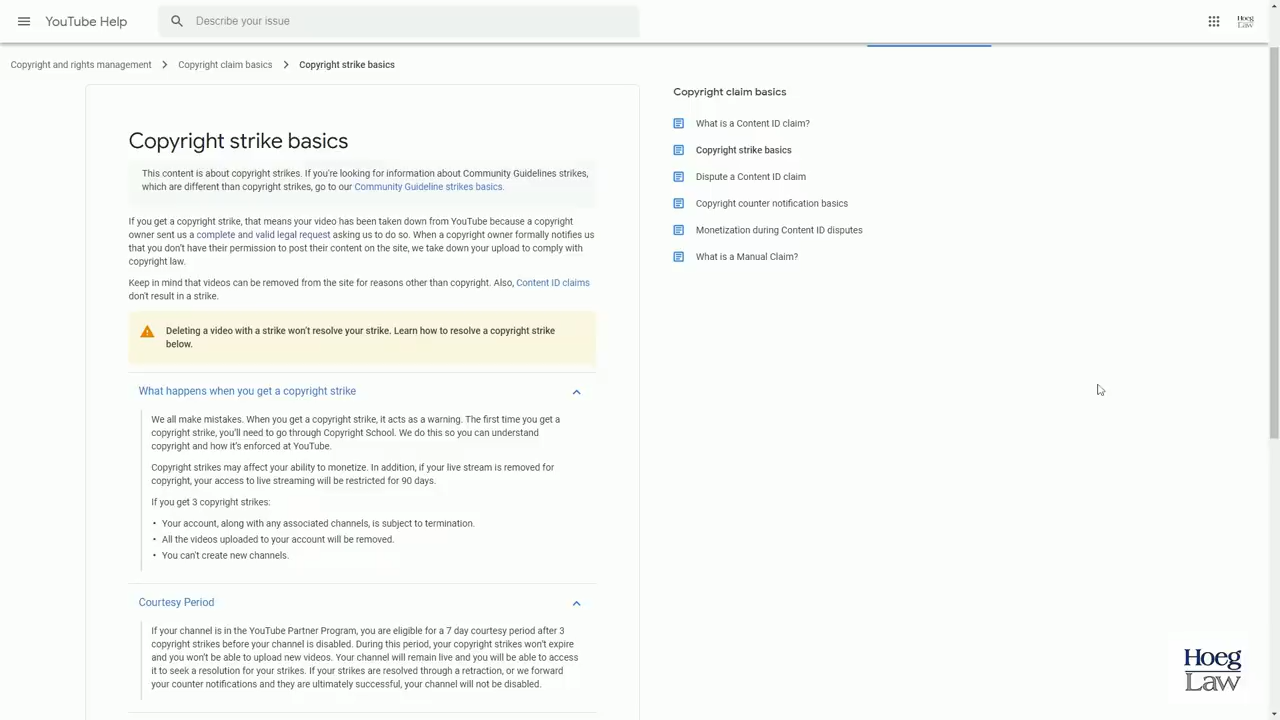 YouTube Help
Describe your issue
Hoeg
Law
Copyright and rights management
Copyright claim basics
Copyright strike basics
Copyright strike basics
This content is about copyright strikes. If you're looking for information about Community Guidelines strikes,
which are different than copyright strikes, go to our Community Guideline strikes basics.
If you get a copyright strike, that means your video has been taken down from YouTube because a copyright
owner sent us a complete and valid legal request asking us to do so. When a copyright owner formally notifies us
that you don't have their permission to post their content on the site, we take down your upload to comply with
copyright law.
Keep in mind that videos can be removed from the site for reasons other than copyright. Also, Content ID claims
don't result in a strike.
Deleting a video with a strike won't resolve your strike. Learn how to resolve a copyright strike
below.
What happens when you get a copyright strike
We all make mistakes. When you get a copyright strike, it acts as a warning. The first time you get a
copyright strike, you'll need to go through Copyright School. We do this so you can understand
copyright and how it's enforced at YouTube.
Copyright strikes may affect your ability to monetize. In addition, if your live stream is removed for
copyright, your access to live streaming will be restricted for 90 days.
If you get 3 copyright strikes:
• Your account, along with any associated channels, is subject to termination.
• All the videos uploaded to your account will be removed.
• You can't create new channels.
Courtesy Period
If your channel is in the YouTube Partner Program, you are eligible for a 7 day courtesy period after 3
copyright strikes before your channel is disabled. During this period, your copyright strikes won't expire
and you won't be able to upload new videos. Your channel will remain live and you will be able to access
it to seek a resolution for your strikes. If your strikes are resolved through a retraction, or we forward
your counter notifications and they are ultimately successful, your channel will not be disabled.
Copyright claim basics
What is a Content ID claim?
Copyright strike basics
Dispute a Content ID claim
Copyright counter notification basics
Monetization during Content ID disputes
What is a Manual Claim?
Hoeg
Law